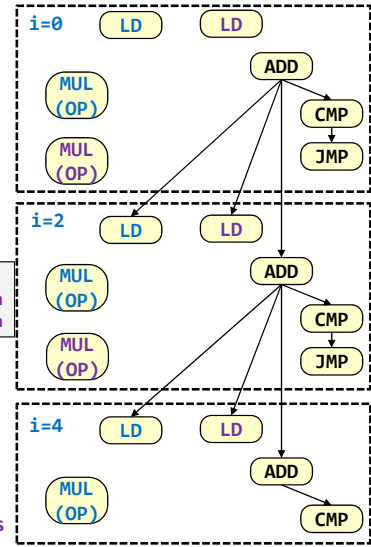 i=0 LD LD
ADD
MUL
(OP)
CMP
MUL
(OP)
JMP
i=2 LD LD
ADD
MUL
(OP)
CMP
MUL
(OP)
JMP
i=4 LD LD
ADD
MUL
(OP)
CMP